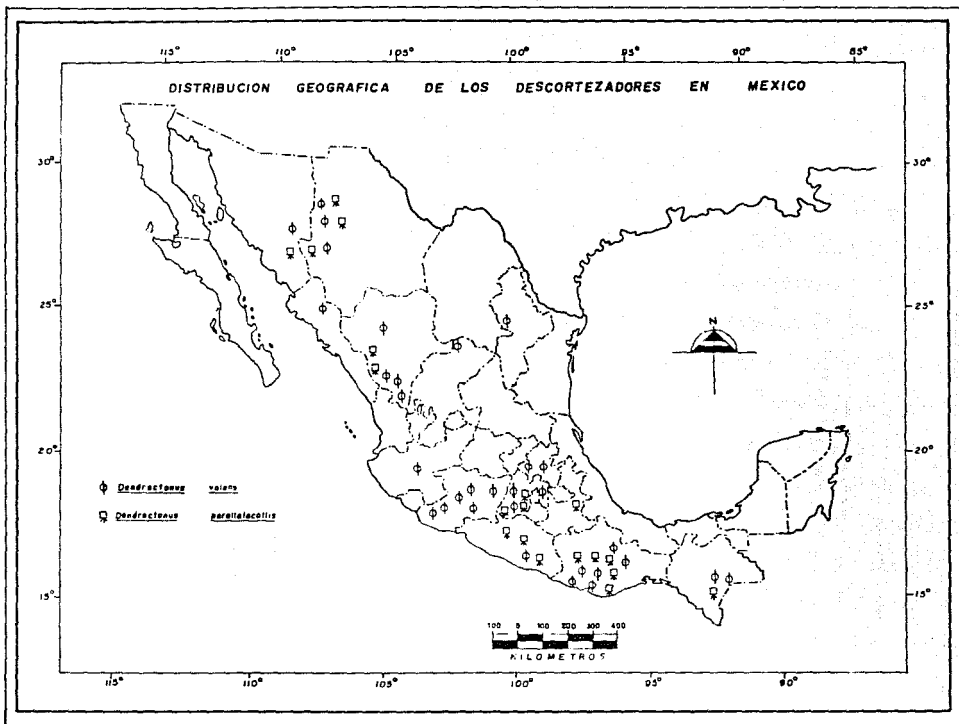 115° 110° 105° 100° 95° 90° 85°
DISTRIBUCION GEOGRAFICA DE LOS DESCORTEZADORES EN MEXICO
30° 30°
25° 25°
N
20° 20°
Dendroctonus valens
Dendroctonus parallelocollis
15° 15°
100 0 100 200 300 400
KILOMETROS
115° 110° 105° 100° 95° 90°